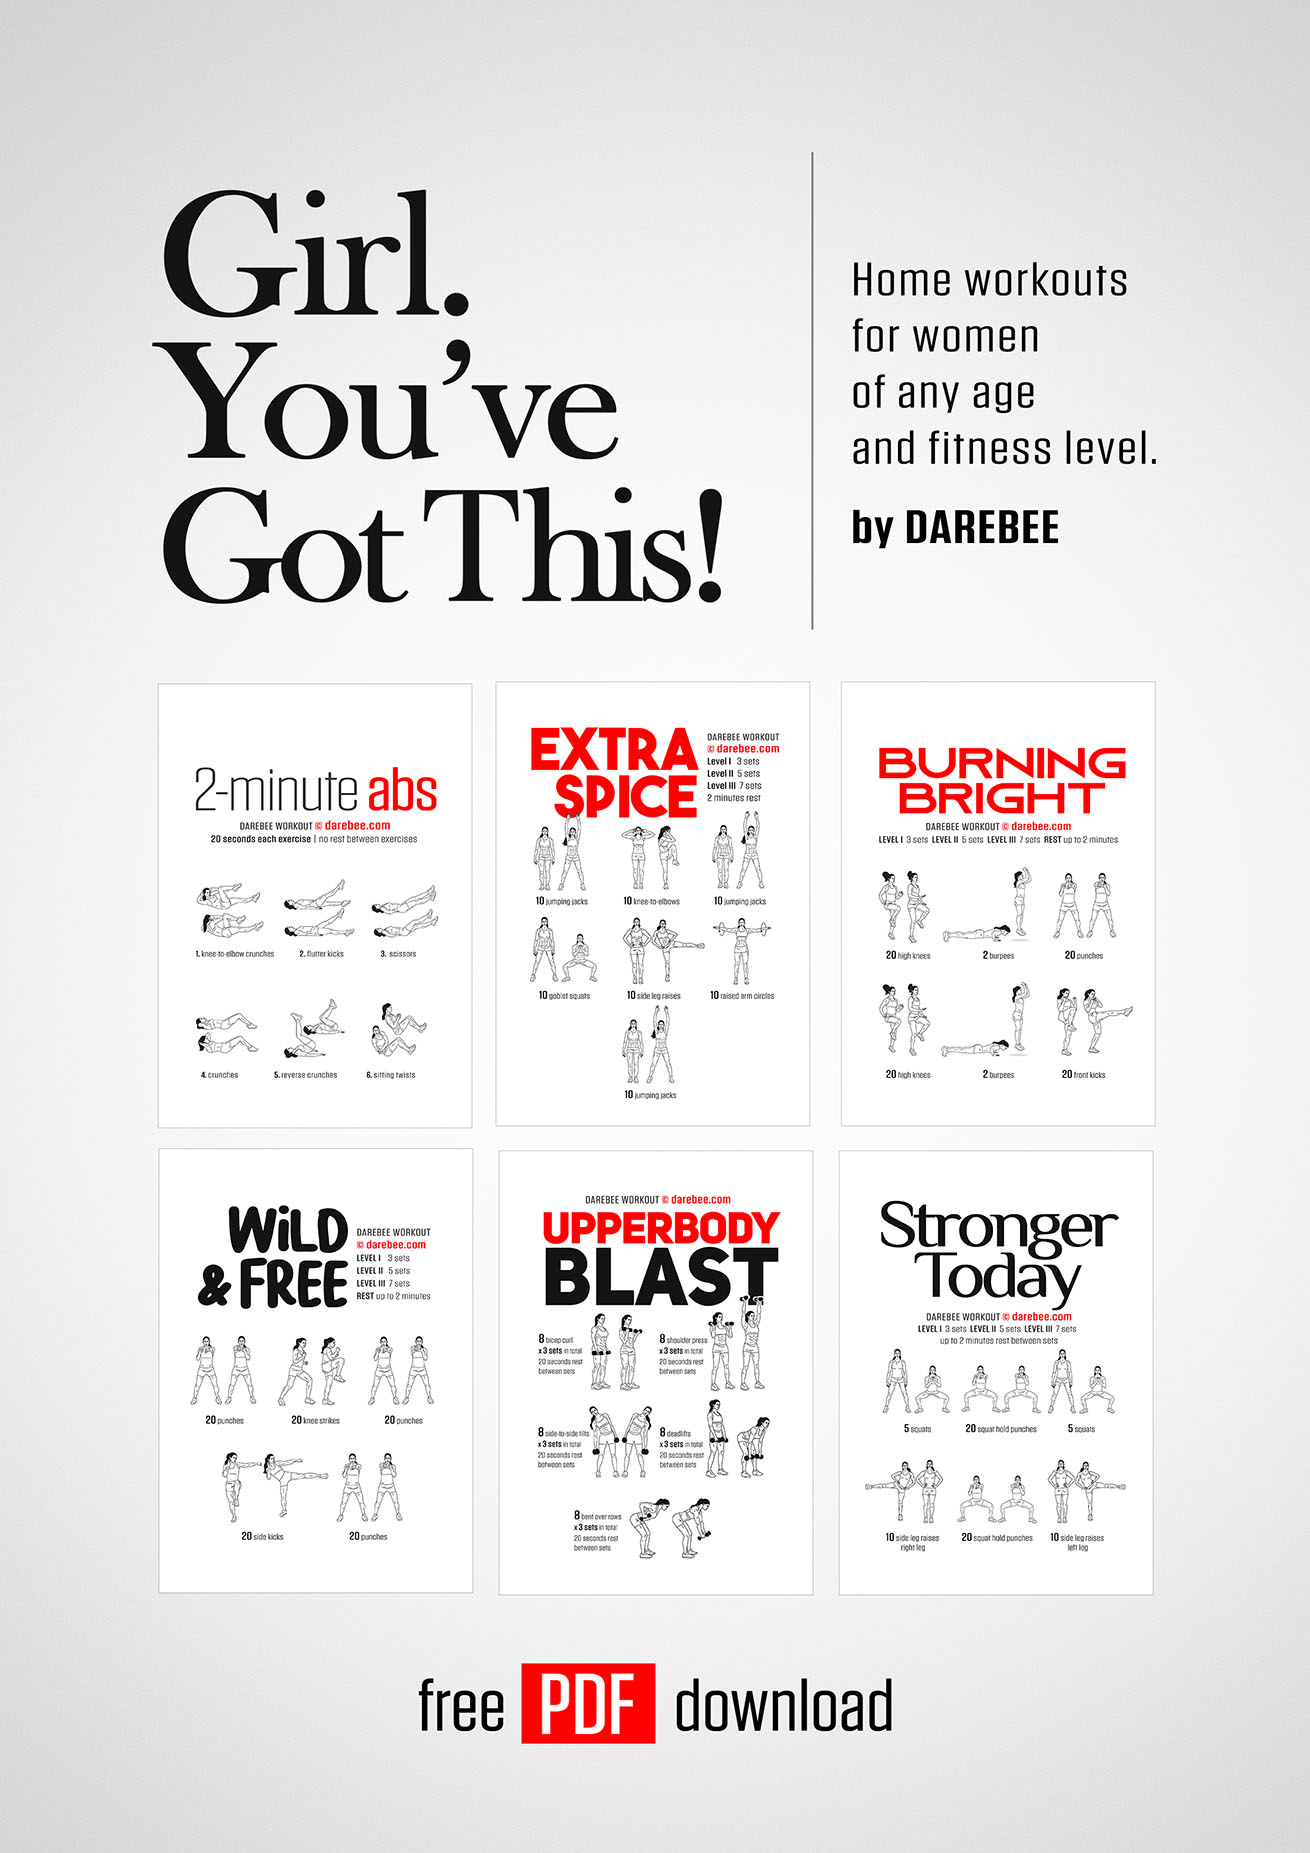 Girl.
You've
Got This!
Home workouts
for women
of any age
and fitness level.
by DAREBEE
2-minute abs
DAREBEE WORKOUT © darebee.com
20 seconds each exercise | no rest between exercises
1. knee-to-elbow crunches
2. flutter kicks
3. scissors
4. crunches
5. reverse crunches
6. sitting twists
EXTRA
SPICE
DAREBEE WORKOUT
© darebee.com
Level I 3 sets
Level II 5 sets
Level III 7 sets
2 minutes rest
10 jumping jacks
10 knee-to-elbows
10 jumping jacks
10 goblet squats
10 side leg raises
10 raised arm circles
10 jumping jacks
BURNING
BRIGHT
DAREBEE WORKOUT © darebee.com
LEVEL I 3 sets LEVEL II 5 sets LEVEL III 7 sets REST up to 2 minutes
20 high knees
2 burpees
20 punches
20 high knees
2 burpees
20 front kicks
WiLD
& FREE
DAREBEE WORKOUT
© darebee.com
LEVEL I 3 sets
LEVEL II 5 sets
LEVEL III 7 sets
REST up to 2 minutes
20 punches
20 knee strikes
20 punches
20 side kicks
20 punches
DAREBEE WORKOUT © darebee.com
UPPERBODY
BLAST
8 bicep curl
x 3 sets in total
20 seconds rest
between sets
8 shoulder press
x 3 sets in total
20 seconds rest
between sets
8 side-to-side tilts
x 3 sets in total
20 seconds rest
between sets
8 deadlifts
x 3 sets in total
20 seconds rest
between sets
8 bent over rows
x 3 sets in total
20 seconds rest
between sets
Stronger
Today
DAREBEE WORKOUT © darebee.com
LEVEL I 3 sets LEVEL II 5 sets LEVEL III 7 sets
up to 2 minutes rest between sets
5 squats
20 squat hold punches
5 squats
10 side leg raises
right leg
20 squat hold punches
10 side leg raises
left leg
free PDF download